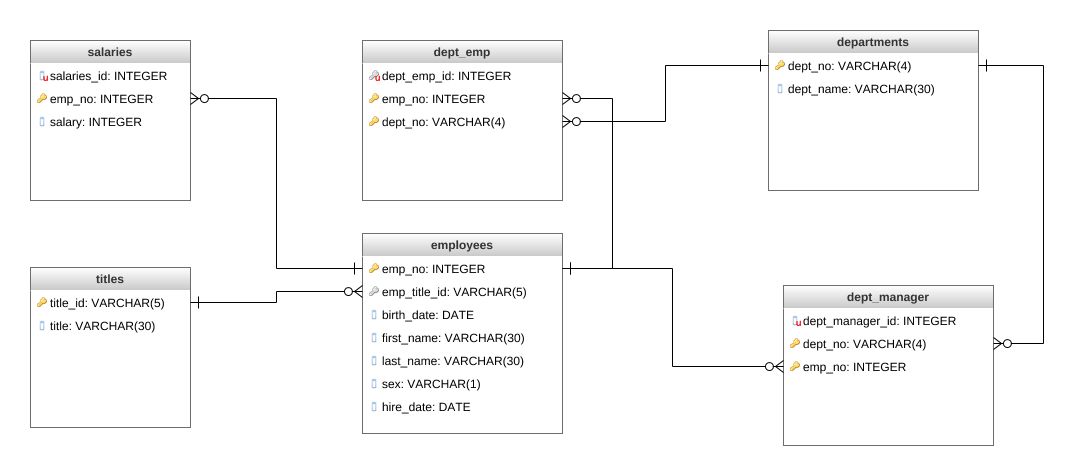 salaries
salaries_id: INTEGER
emp_no: INTEGER
salary: INTEGER
dept_emp
dept_emp_id: INTEGER
emp_no: INTEGER
dept_no: VARCHAR(4)
departments
dept_no: VARCHAR(4)
dept_name: VARCHAR(30)
titles
title_id: VARCHAR(5)
title: VARCHAR(30)
employees
emp_no: INTEGER
emp_title_id: VARCHAR(5)
birth_date: DATE
first_name: VARCHAR(30)
last_name: VARCHAR(30)
sex: VARCHAR(1)
hire_date: DATE
dept_manager
dept_manager_id: INTEGER
dept_no: VARCHAR(4)
emp_no: INTEGER